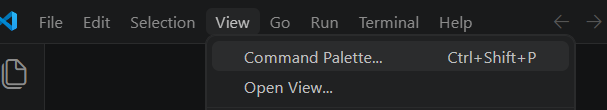 File Edit Selection View Go Run Terminal Help
Command Palette... Ctrl+Shift+P
Open View...